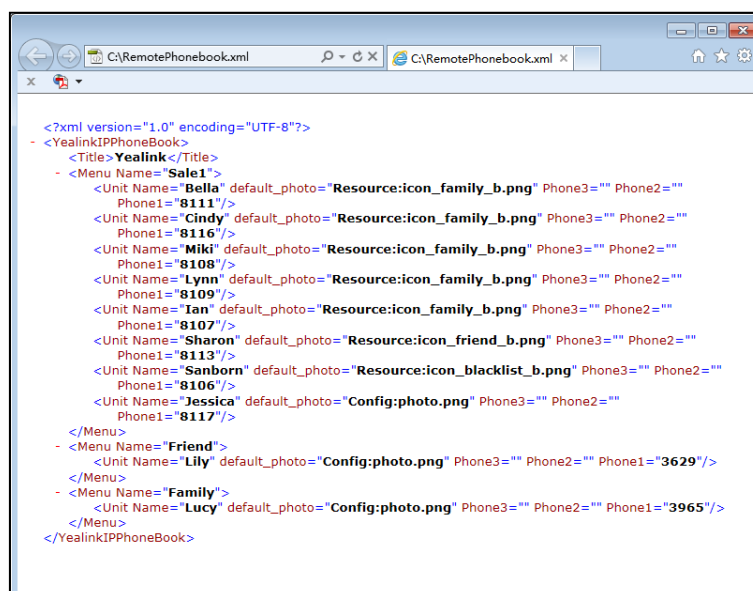 C:\RemotePhonebook.xml
C:\RemotePhonebook.xml ×
x
<?xml version="1.0" encoding="UTF-8"?>
- <YealinkIPPhoneBook>
<Title>Yealink</Title>
- <Menu Name="Sale1">
<Unit Name="Bella" default_photo="Resource:icon_family_b.png" Phone3="" Phone2=""
Phone1="8111"/>
<Unit Name="Cindy" default_photo="Resource:icon_family_b.png" Phone3="" Phone2=""
Phone1="8116"/>
<Unit Name="Miki" default_photo="Resource:icon_family_b.png" Phone3="" Phone2=""
Phone1="8108"/>
<Unit Name="Lynn" default_photo="Resource:icon_family_b.png" Phone3="" Phone2=""
Phone1="8109"/>
<Unit Name="Ian" default_photo="Resource:icon_family_b.png" Phone3="" Phone2=""
Phone1="8107"/>
<Unit Name="Sharon" default_photo="Resource:icon_friend_b.png" Phone3="" Phone2=""
Phone1="8113"/>
<Unit Name="Sanborn" default_photo="Resource:icon_blacklist_b.png" Phone3="" Phone2=""
Phone1="8106"/>
<Unit Name="Jessica" default_photo="Config:photo.png" Phone3="" Phone2=""
Phone1="8117"/>
</Menu>
- <Menu Name="Friend">
<Unit Name="Lily" default_photo="Config:photo.png" Phone3="" Phone2="" Phone1="3629"/>
</Menu>
- <Menu Name="Family">
<Unit Name="Lucy" default_photo="Config:photo.png" Phone3="" Phone2="" Phone1="3965"/>
</Menu>
</YealinkIPPhoneBook>